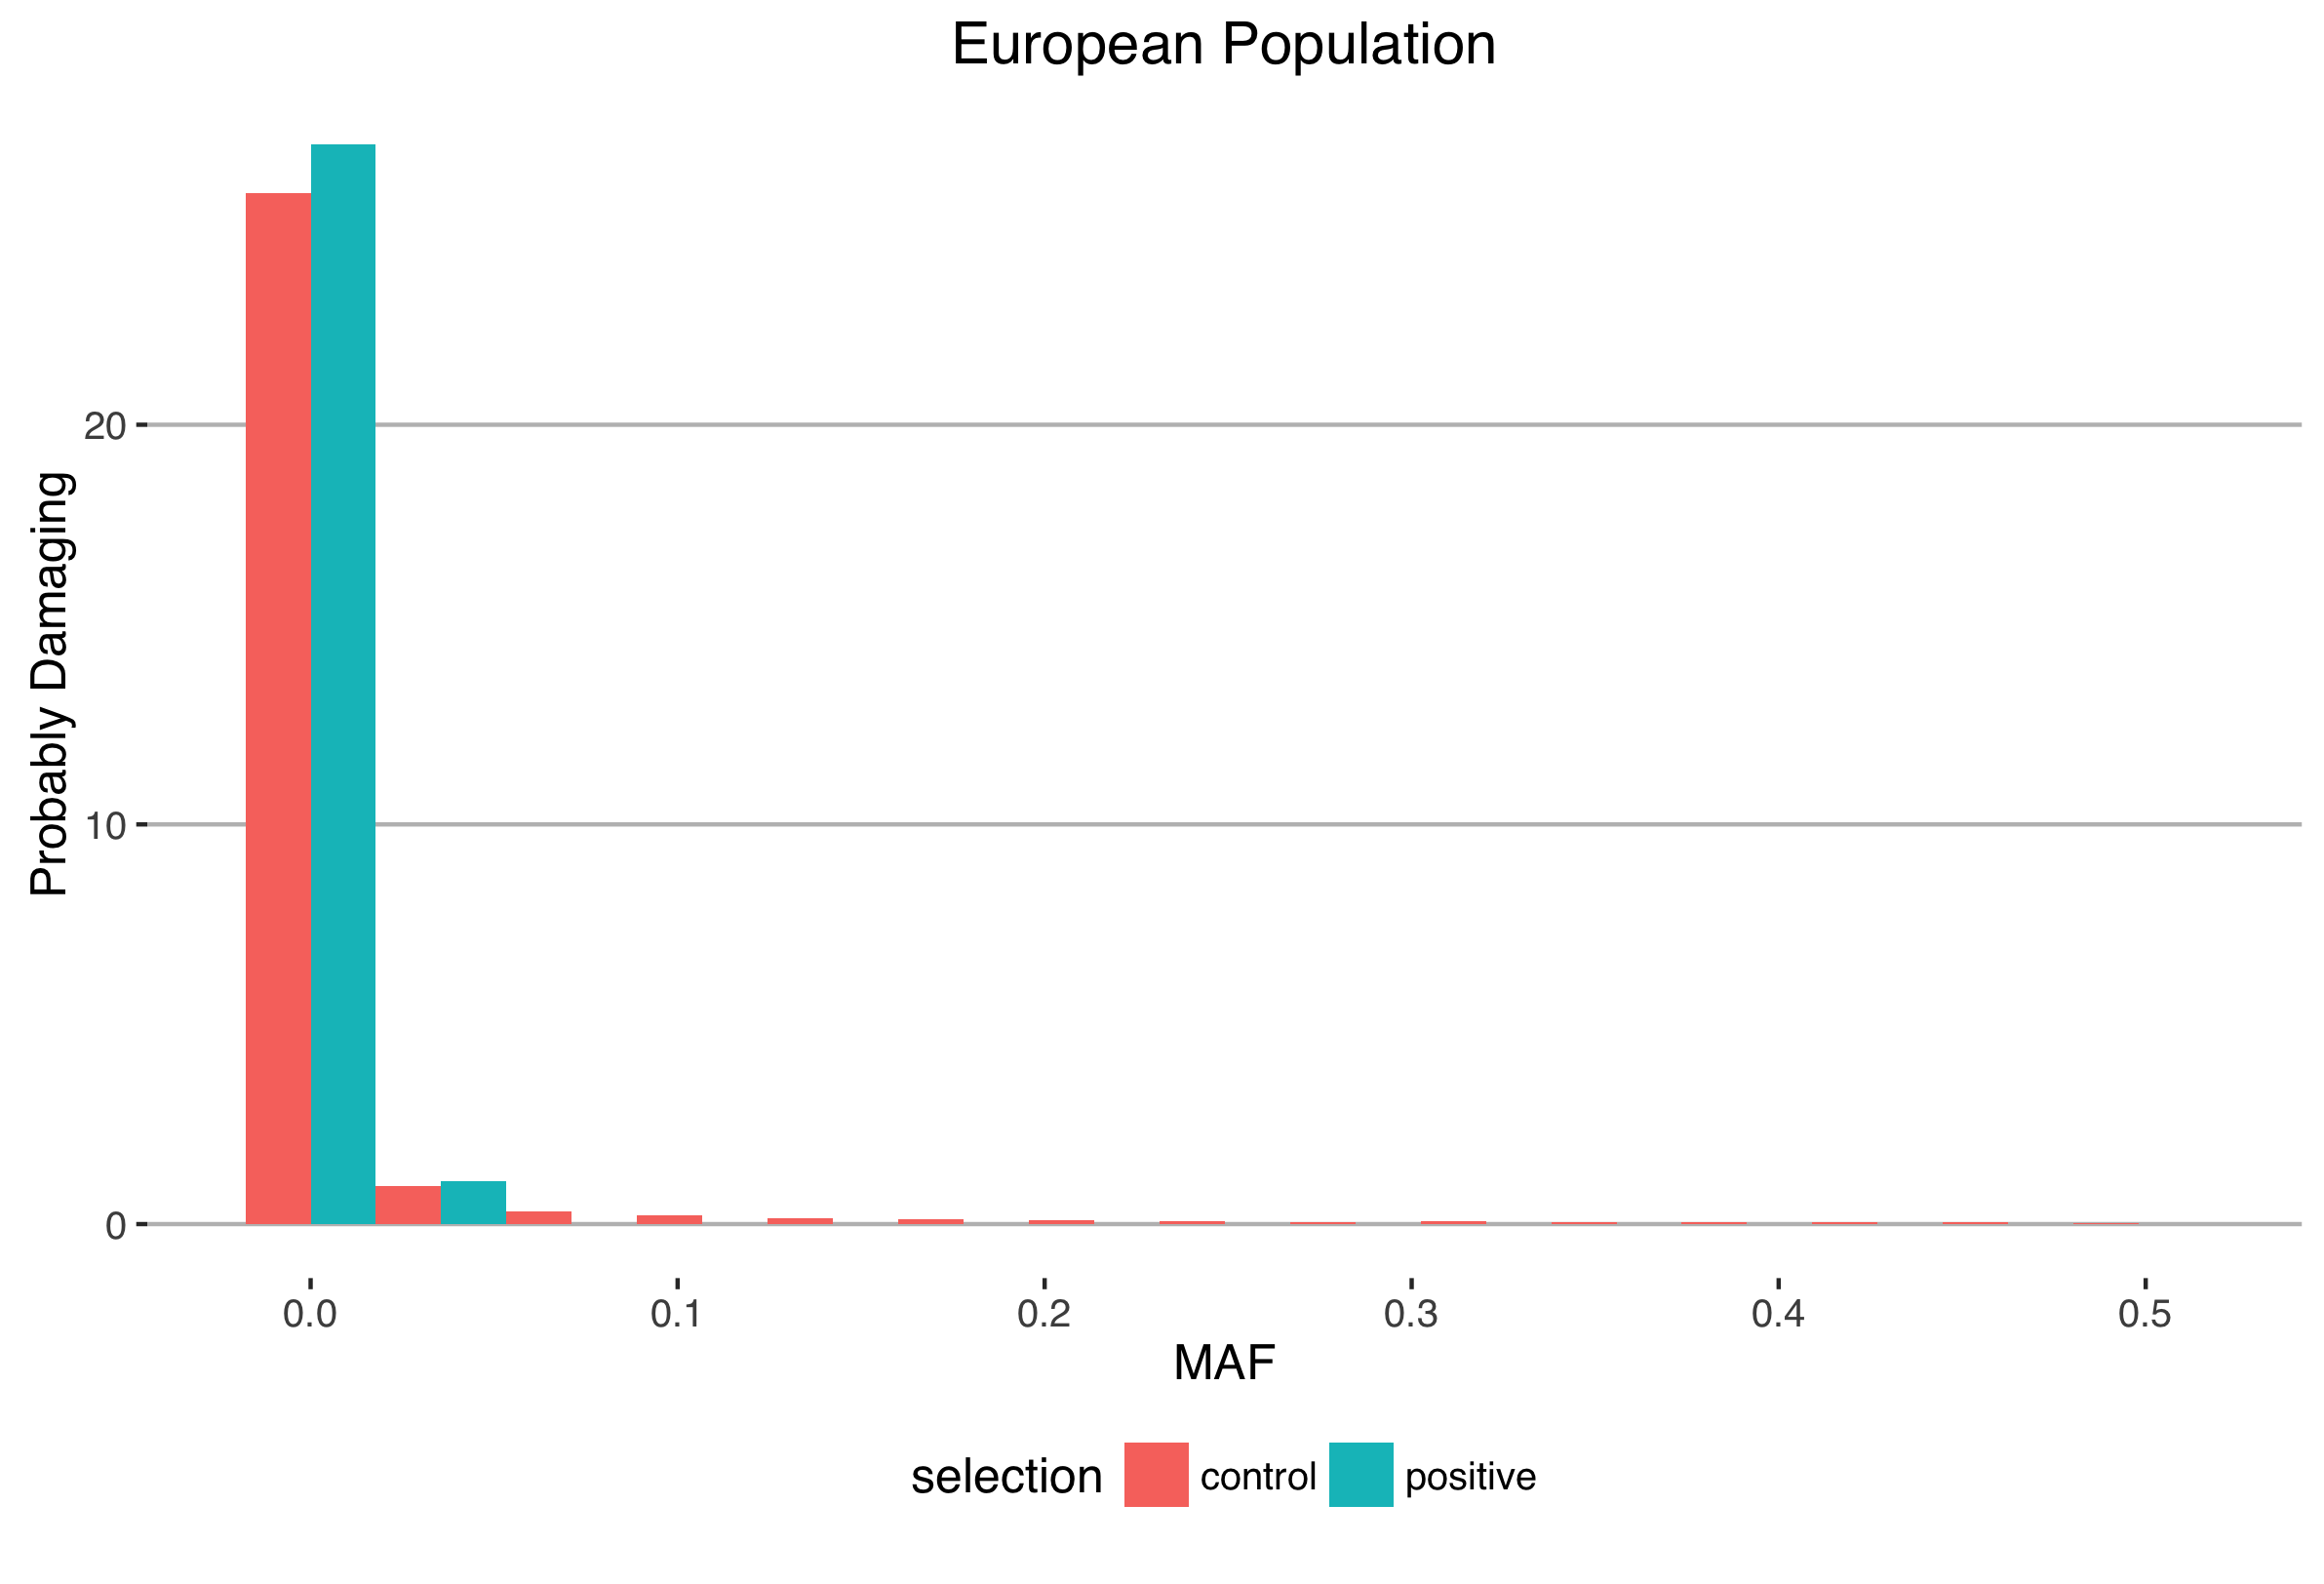 European Population
Probably Damaging
20
10
0
0.0 0.1 0.2 0.3 0.4 0.5
MAF
selection control positive